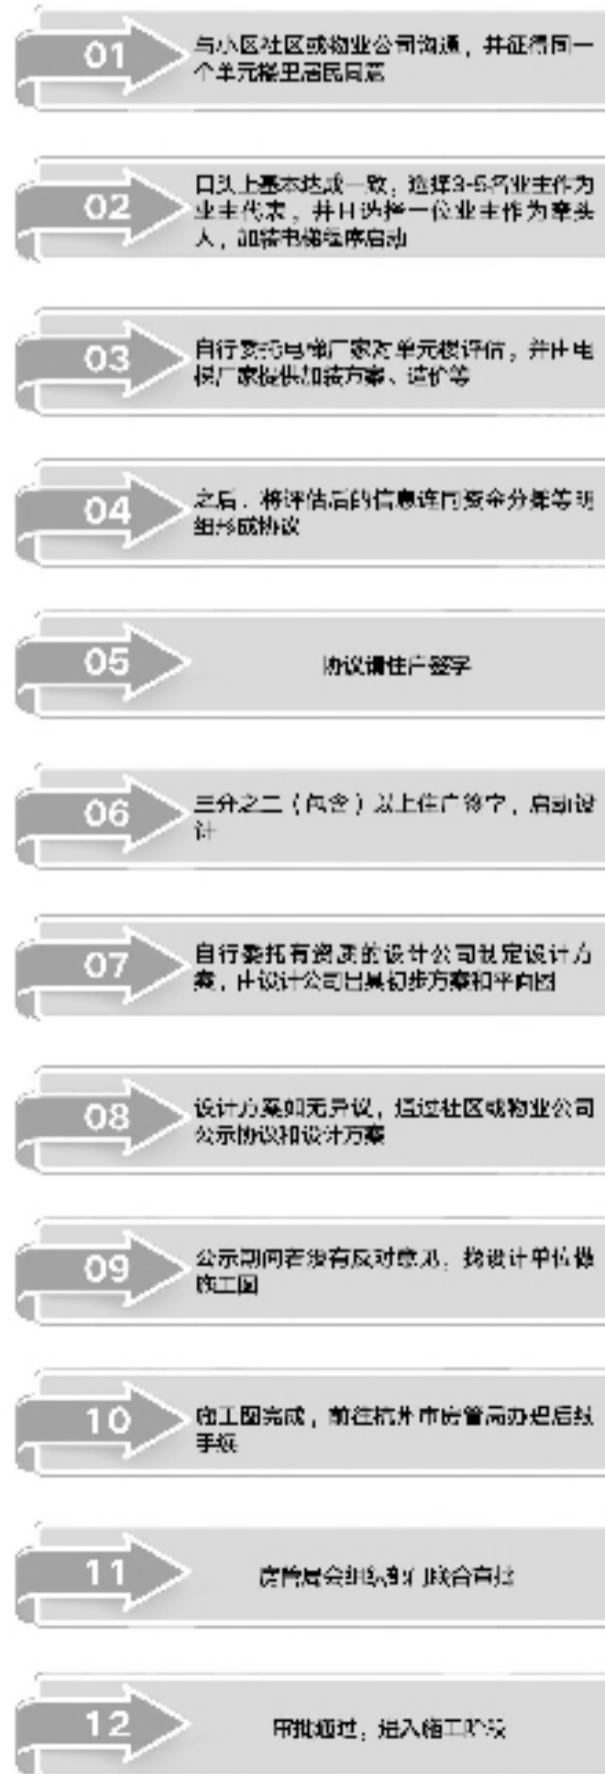 01
与小区社区或物业公司沟通，并征得同一
个单元楼里居民同意
02
口头上基本达成一致，选择3-5名业主作为
业主代表，并且选择一位业主作为牵头
人，加装电梯程序启动
03
自行委托电梯厂家对单元楼评估，并由电
梯厂家提供加装方案、造价等
04
之后，将评估后的信息连同资金分摊等明
细形成协议
05
协议请住户签字
06
三分之二（包含）以上住户签字，启动设
计
07
自行委托有资质的设计公司制定设计方
案，由设计公司出具初步方案和平面图
08
设计方案如无异议，通过社区或物业公司
公示协议和设计方案
09
公示期间若没有反对意见，找设计单位做
施工图
10
施工图完成，前往杭州市房管局办理后续
手续
11
房管局会组织部门联合审批
12
审批通过，进入施工阶段